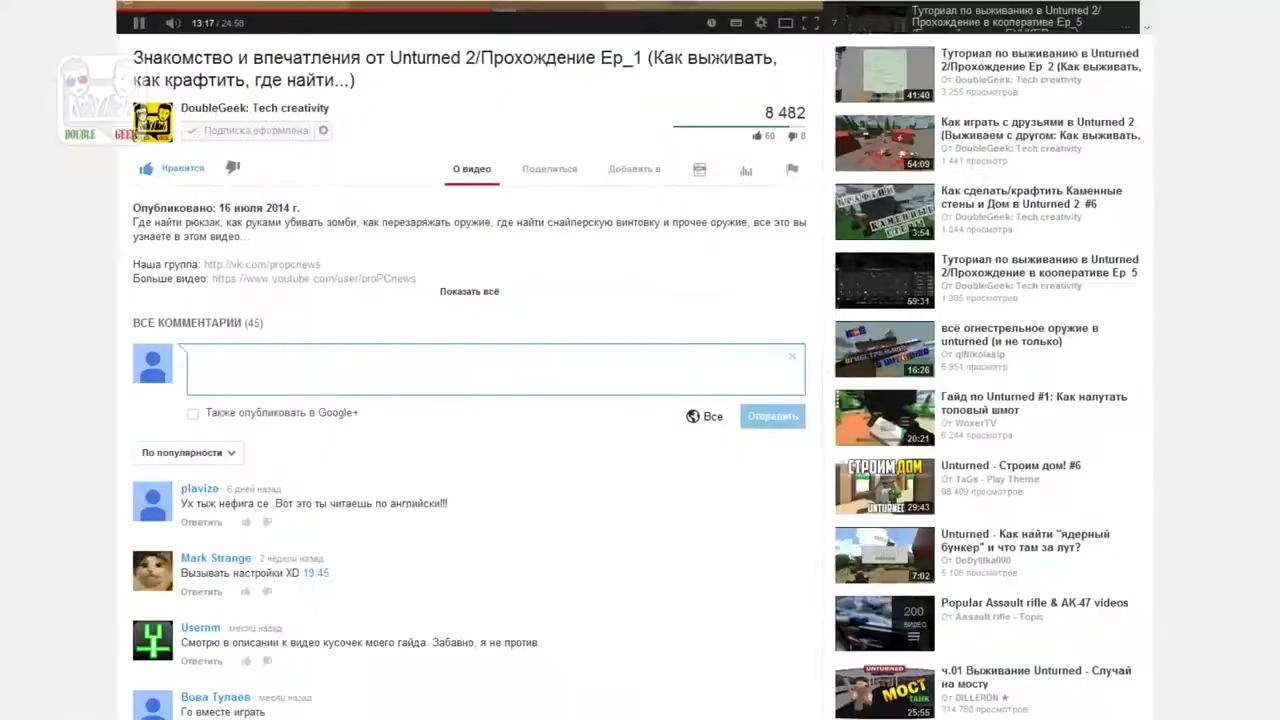 13:17 / 24:58
Знакомство и впечатления от Unturned 2/Прохождение Ep_1 (Как выживать,
как крафтить, где найти...)
DOUBLE GEEK
DoubleGeek: Tech creativity
Подписка оформлена
8 482
60 8
Нравится
О видео Поделиться Добавить в
Опубликовано: 16 июля 2014 г.
Где найти рюкзак, как руками убивать зомби, как перезаряжать оружие, где найти снайперскую винтовку и прочее оружие, все это вы
узнаете в этом видео...
Наша группа: http://vk.com/propcnews
Больше видео: https://www.youtube.com/user/proPCnews
Показать всё
ВСЕ КОММЕНТАРИИ (45)
Также опубликовать в Google+
Все
Отправить
По популярности
plavize 6 дней назад
Ух тыж нефига се ..Вот это ты читаешь по английски!!!
Ответить
Mark Strange 2 недели назад
Вызывать настройки XD 19:45
Ответить
Usernm месяц назад
Смотрю в описании к видео кусочек моего гайда. Забавно, я не против.
Ответить
Вова Тулаев месяц назад
Го вместе играть
7
Туториал по выживанию в Unturned 2/
Прохождение в кооперативе Ep_5
41:40
Туториал по выживанию в Unturned
2/Прохождение Ep_2 (Как выживать,
От DoubleGeek: Tech creativity
3 255 просмотров
54:09
Как играть с друзьями в Unturned 2
(Выживаем с другом: Как выживать,
От DoubleGeek: Tech creativity
1 441 просмотр
КРАФТИМ
КАМЕННЫЕ
СТЕНЫ
3:54
Как сделать/крафтить Каменные
стены и Дом в Unturned 2 #6
От DoubleGeek: Tech creativity
1 044 просмотра
59:31
Туториал по выживанию в Unturned
2/Прохождение в кооперативе Ep_5
От DoubleGeek: Tech creativity
1 385 просмотров
16:26
всё огнестрельное оружие в
unturned (и не только)
5 951 просмотр
20:21
Гайд по Unturned #1: Как налутать
топовый шмот
От WoxerTV
6 244 просмотра
СТРОИМ ДОМ
UNTURNED
29:43
Unturned - Строим дом! #6
От TaGs - Play Theme
98 409 просмотров
7:02
Unturned - Как найти "ядерный
бункер" и что там за лут?
5 108 просмотров
200
ВИДЕО
Popular Assault rifle & AK-47 videos
От Assault rifle - Topic
UNTURNED
МОСТ
ТАНК
25:55
ч.01 Выживание Unturned - Случай
на мосту
От DILLERON ★
314 788 просмотров